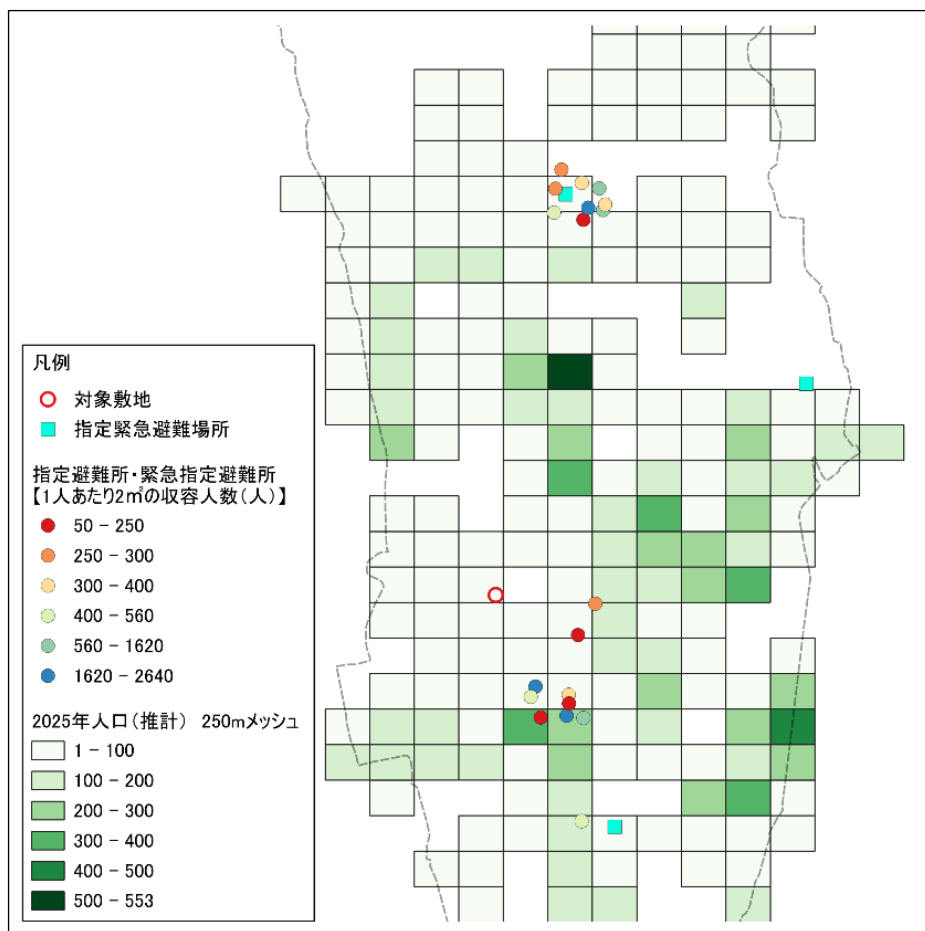 凡例
対象敷地
指定緊急避難場所
指定避難所・緊急指定避難所
【1人あたり2㎡の収容人数(人)】
50 - 250
250 - 300
300 - 400
400 - 560
560 - 1620
1620 - 2640
2025年人口(推計) 250mメッシュ
1 - 100
100 - 200
200 - 300
300 - 400
400 - 500
500 - 553